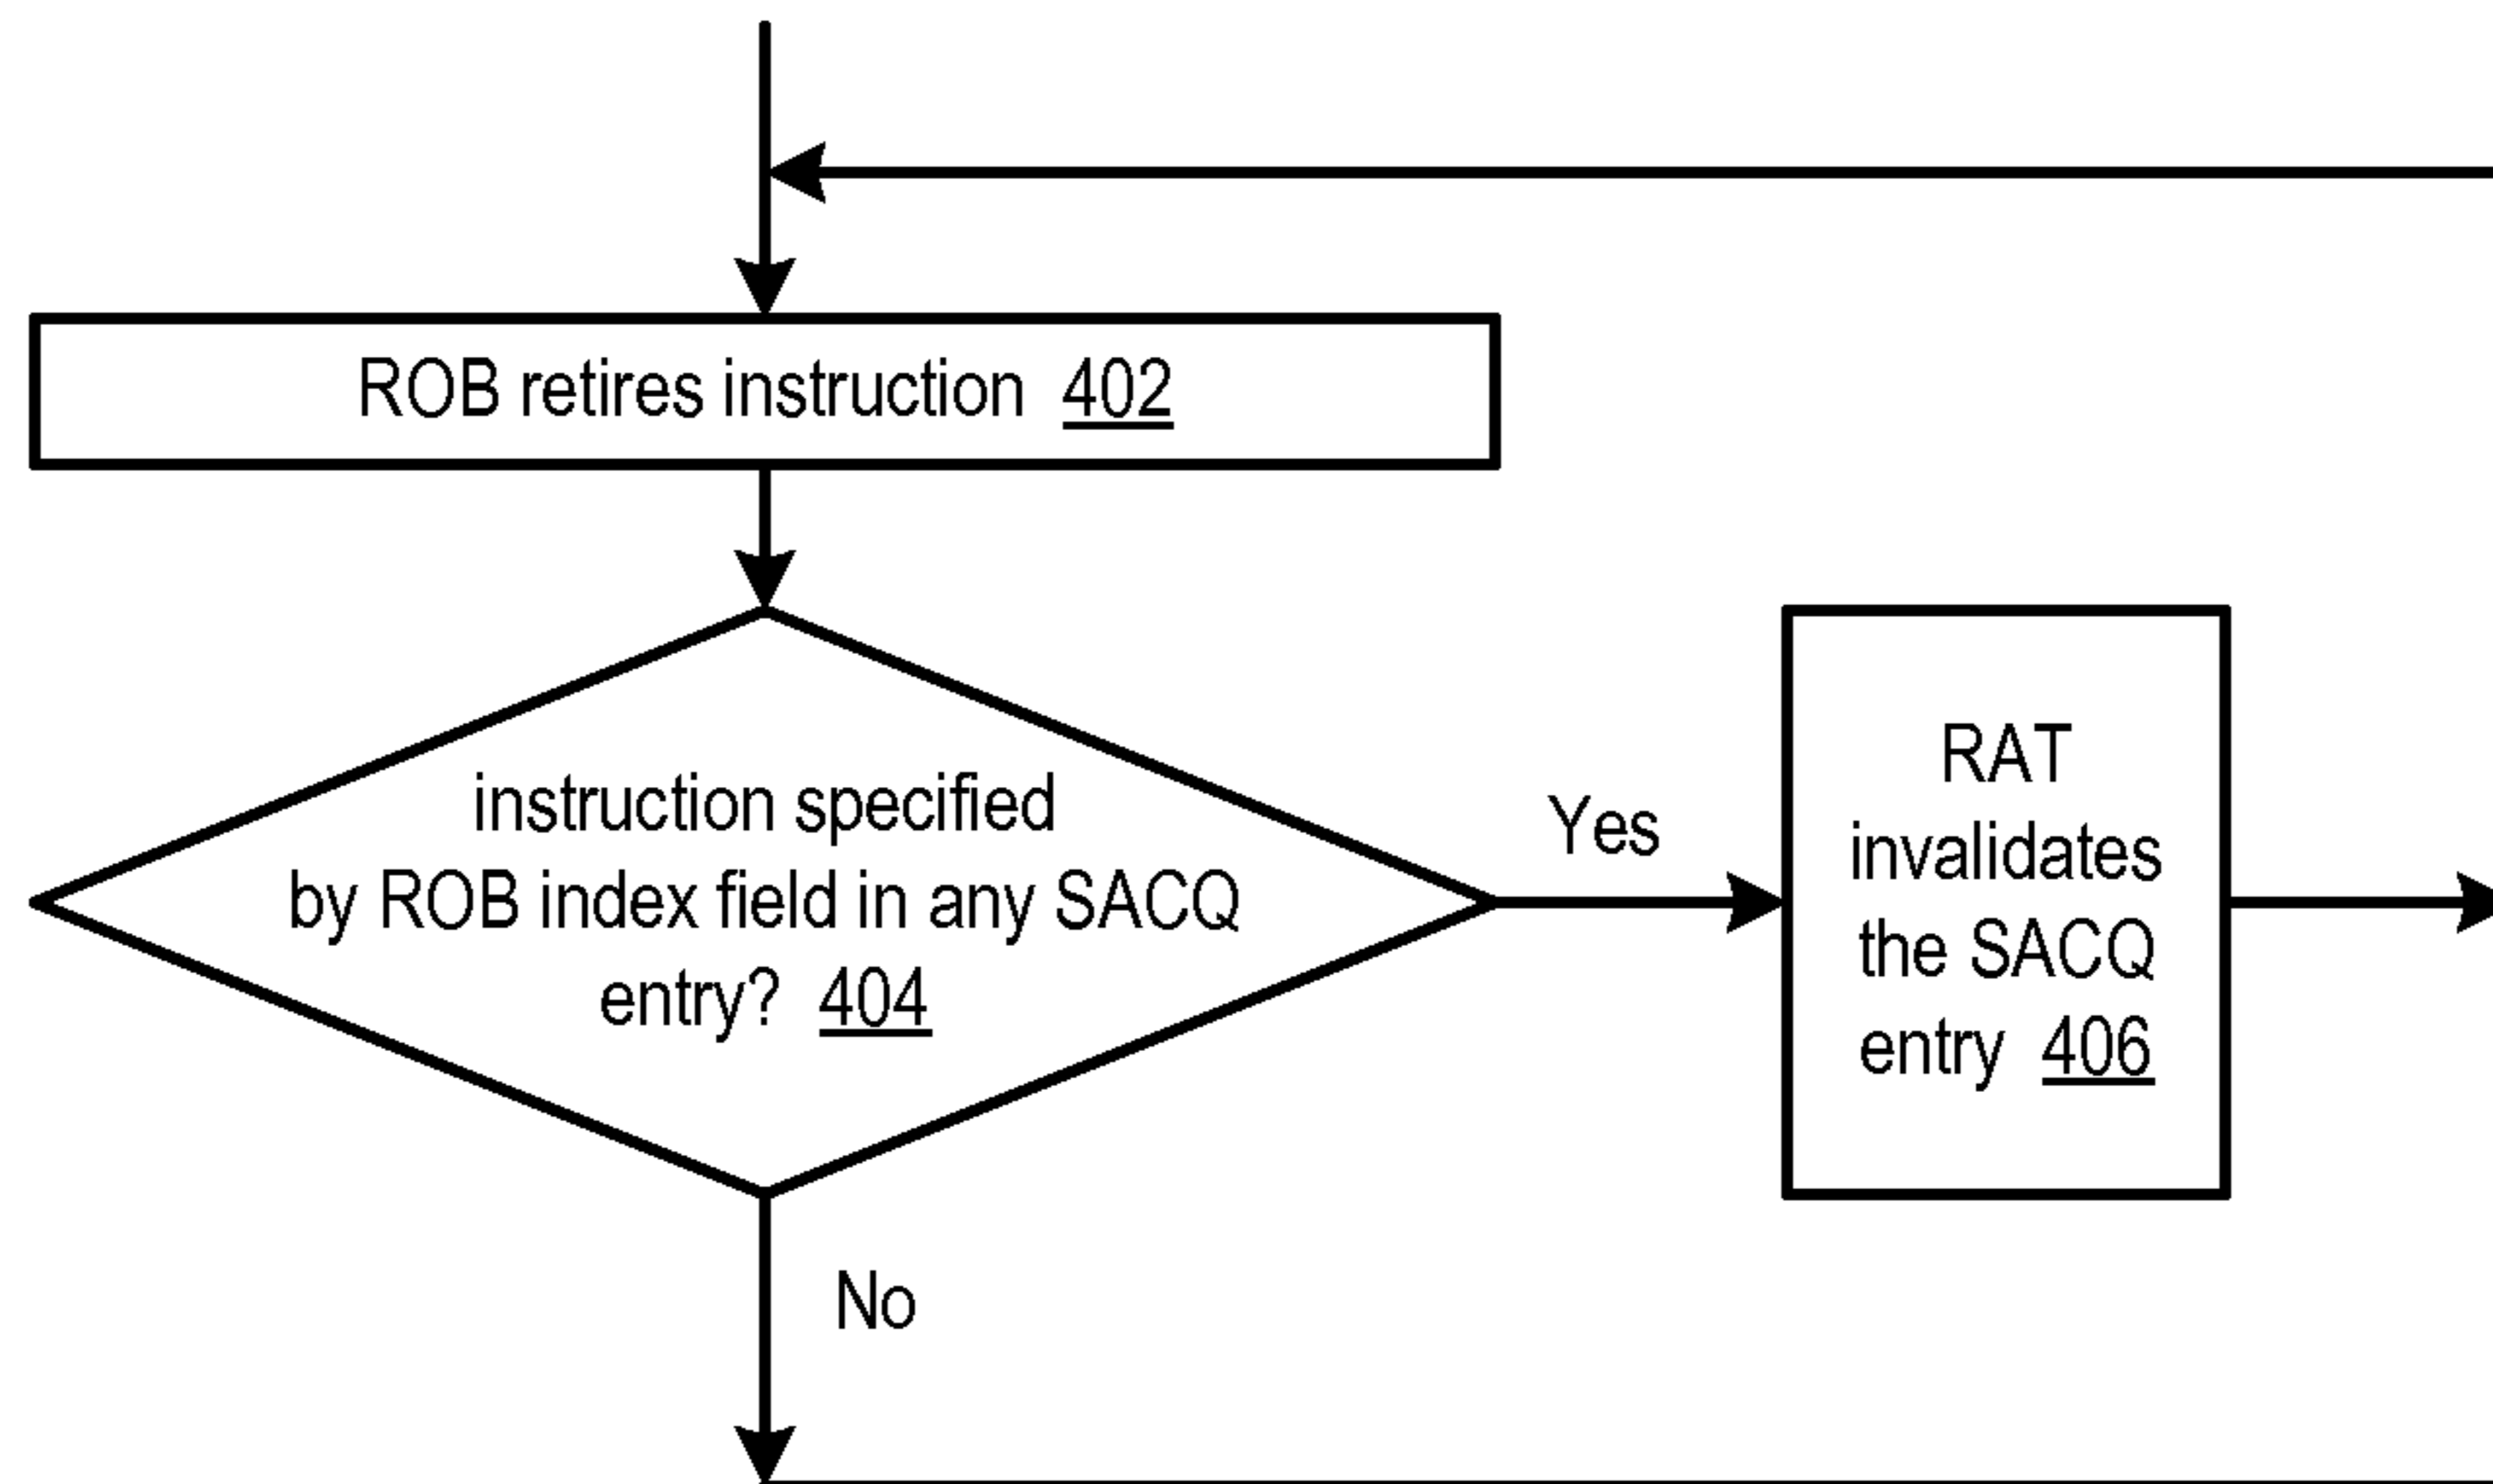 ROB retires instruction 402
instruction specified
by ROB index field in any SACQ
entry? 404
Yes
RAT
invalidates
the SACQ
entry 406
No